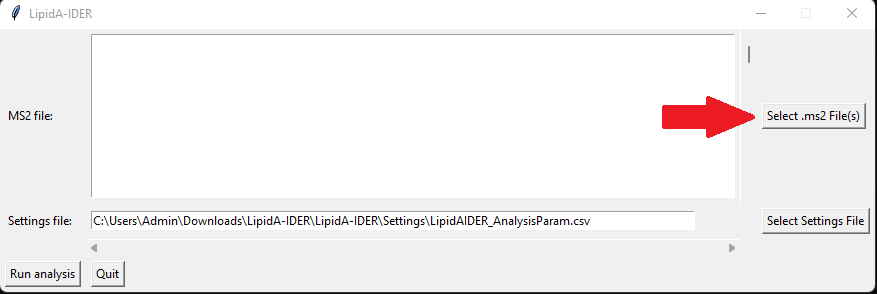 LipidA-IDER
MS2 file:
Select .ms2 File(s)
Settings file:
C:\Users\Admin\Downloads\LipidA-IDER\LipidA-IDER\Settings\LipidAIDER_AnalysisParam.csv
Select Settings File
Run analysis
Quit